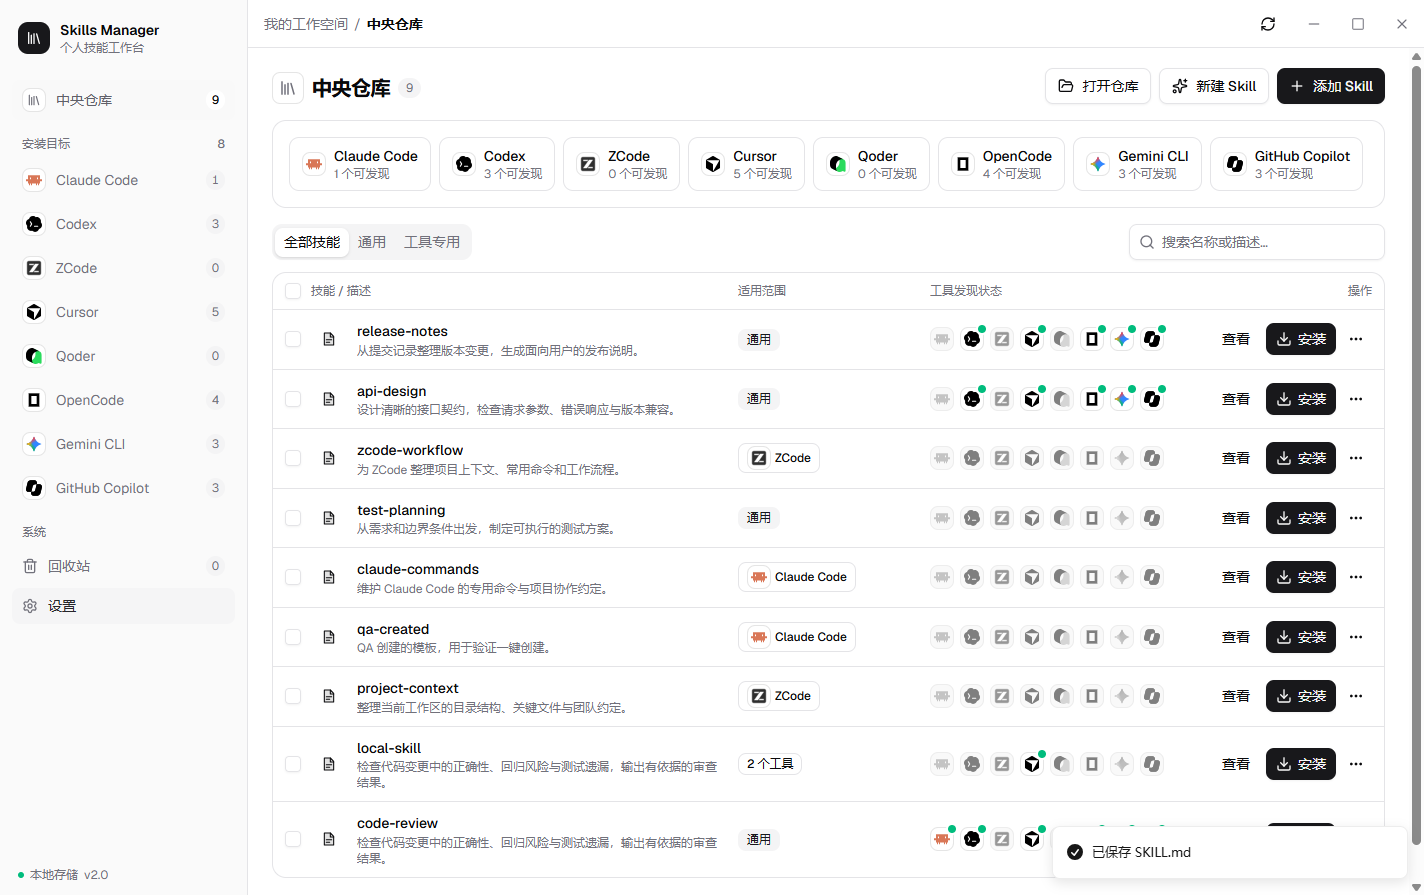 Skills Manager
个人技能工作台
中央仓库 9
安装目标 8
Claude Code 1
Codex 3
ZCode 0
Cursor 5
Qoder 0
OpenCode 4
Gemini CLI 3
GitHub Copilot 3
系统
回收站 0
设置
本地存储 v2.0
我的工作空间 / 中央仓库
中央仓库 9
打开仓库
新建 Skill
添加 Skill
Claude Code
1 个可发现
Codex
3 个可发现
ZCode
0 个可发现
Cursor
5 个可发现
Qoder
0 个可发现
OpenCode
4 个可发现
Gemini CLI
3 个可发现
GitHub Copilot
3 个可发现
全部技能 通用 工具专用
搜索名称或描述...
技能 / 描述 适用范围 工具发现状态 操作
release-notes
从提交记录整理版本变更，生成面向用户的发布说明。
通用
查看 安装
api-design
设计清晰的接口契约，检查请求参数、错误响应与版本兼容。
通用
查看 安装
zcode-workflow
为 ZCode 整理项目上下文、常用命令和工作流程。
ZCode
查看 安装
test-planning
从需求和边界条件出发，制定可执行的测试方案。
通用
查看 安装
claude-commands
维护 Claude Code 的专用命令与项目协作约定。
Claude Code
查看 安装
qa-created
QA 创建的模板，用于验证一键创建。
Claude Code
查看 安装
project-context
整理当前工作区的目录结构、关键文件与团队约定。
ZCode
查看 安装
local-skill
检查代码变更中的正确性、回归风险与测试遗漏，输出有依据的审查
结果。
2 个工具
查看 安装
code-review
检查代码变更中的正确性、回归风险与测试遗漏，输出有依据的审查
结果。
通用
已保存 SKILL.md